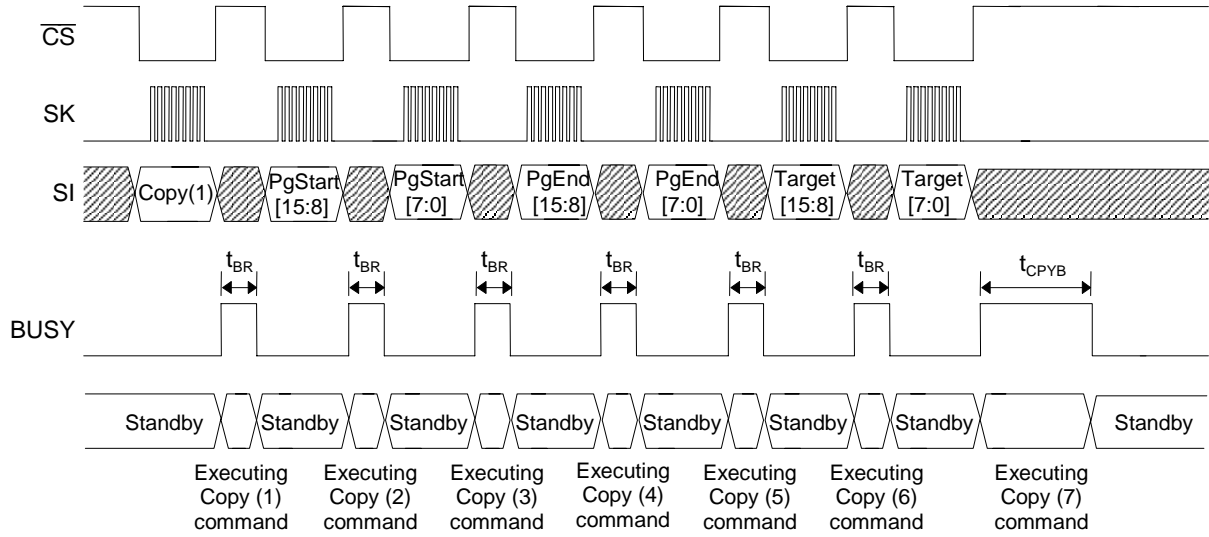 CS
SK
SI
Copy(1)
PgStart
[15:8]
PgStart
[7:0]
PgEnd
[15:8]
PgEnd
[7:0]
Target
[15:8]
Target
[7:0]
tBR
tBR
tBR
tBR
tBR
tBR
tCPYB
BUSY
Standby
Standby
Standby
Standby
Standby
Standby
Standby
Standby
Executing
Copy (1)
command
Executing
Copy (2)
command
Executing
Copy (3)
command
Executing
Copy (4)
command
Executing
Copy (5)
command
Executing
Copy (6)
command
Executing
Copy (7)
command